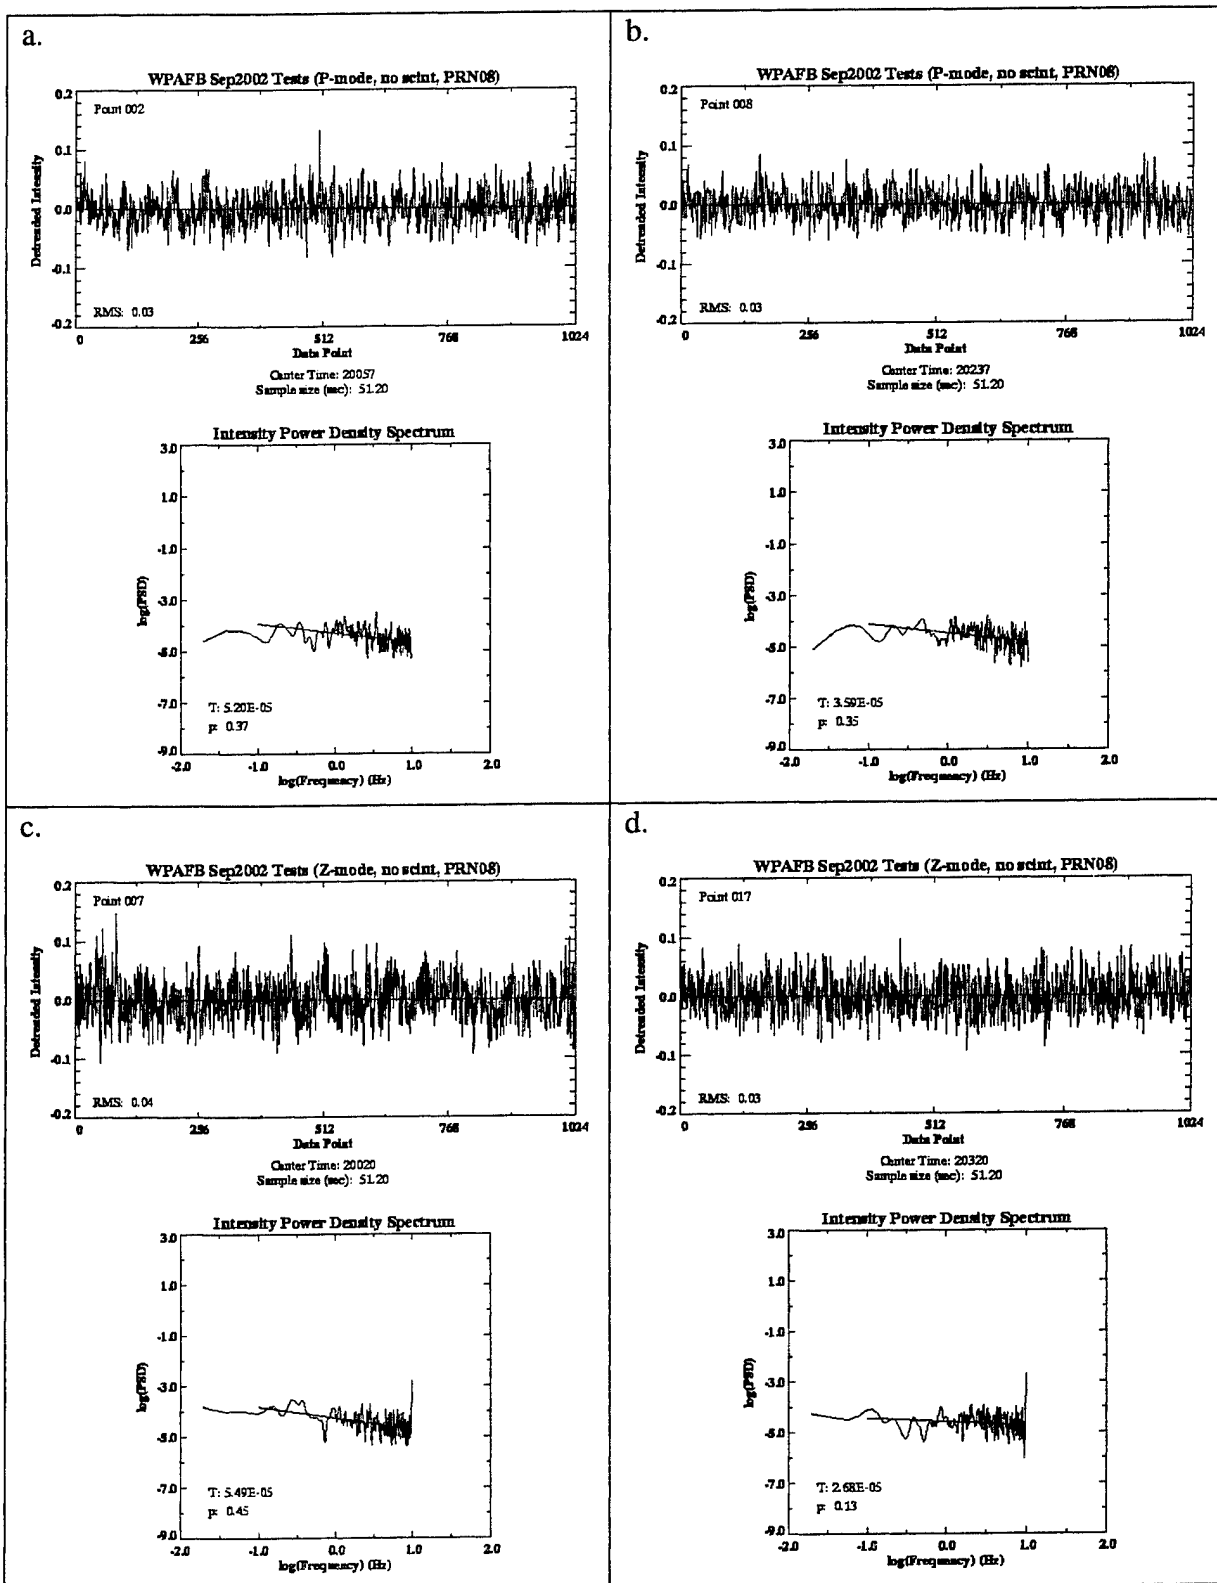 a.
WPAFB Sep2002 Tests (P-mode, no scint, PRN08)
0.2
Point 002
0.1
Detrended Intensity
0.0
-0.1
RMS: 0.03
-0.2
0 256 512 768 1024
Data Point
Center Time: 20057
Sample size (sec): 51.20
Intensity Power Density Spectrum
3.0
1.0
-1.0
log(PSD)
-3.0
-5.0
-7.0
T: 5.20E-05
p: 0.37
-9.0
-2.0 -1.0 0.0 1.0 2.0
log(Frequency) (Hz)
b.
WPAFB Sep2002 Tests (P-mode, no scint, PRN08)
0.2
Point 008
0.1
Detrended Intensity
0.0
-0.1
RMS: 0.03
-0.2
0 256 512 768 1024
Data Point
Center Time: 20237
Sample size (sec): 51.20
Intensity Power Density Spectrum
3.0
1.0
-1.0
log(PSD)
-3.0
-5.0
-7.0
T: 3.59E-05
p: 0.35
-9.0
-2.0 -1.0 0.0 1.0 2.0
log(Frequency) (Hz)
c.
WPAFB Sep2002 Tests (Z-mode, no scint, PRN08)
0.2
Point 007
0.1
Detrended Intensity
0.0
-0.1
RMS: 0.04
-0.2
0 256 512 768 1024
Data Point
Center Time: 20020
Sample size (sec): 51.20
Intensity Power Density Spectrum
3.0
1.0
-1.0
log(PSD)
-3.0
-5.0
-7.0
T: 5.49E-05
p: 0.45
-9.0
-2.0 -1.0 0.0 1.0 2.0
log(Frequency) (Hz)
d.
WPAFB Sep2002 Tests (Z-mode, no scint, PRN08)
0.2
Point 017
0.1
Detrended Intensity
0.0
-0.1
RMS: 0.03
-0.2
0 256 512 768 1024
Data Point
Center Time: 20320
Sample size (sec): 51.20
Intensity Power Density Spectrum
3.0
1.0
-1.0
log(PSD)
-3.0
-5.0
-7.0
T: 2.68E-05
p: 0.13
-9.0
-2.0 -1.0 0.0 1.0 2.0
log(Frequency) (Hz)